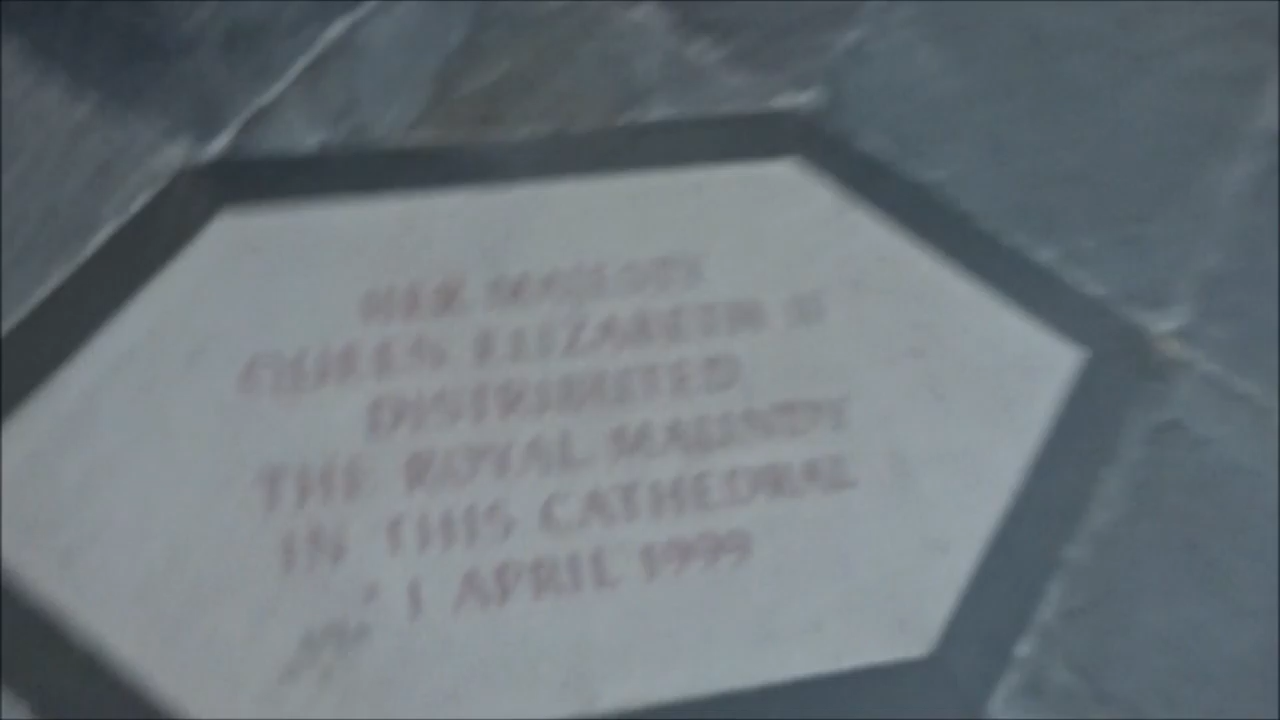 HER MAJESTY
QUEEN ELIZABETH II
DISTRIBUTED
THE ROYAL MAUNDY
IN THIS CATHEDRAL
1 APRIL 1999